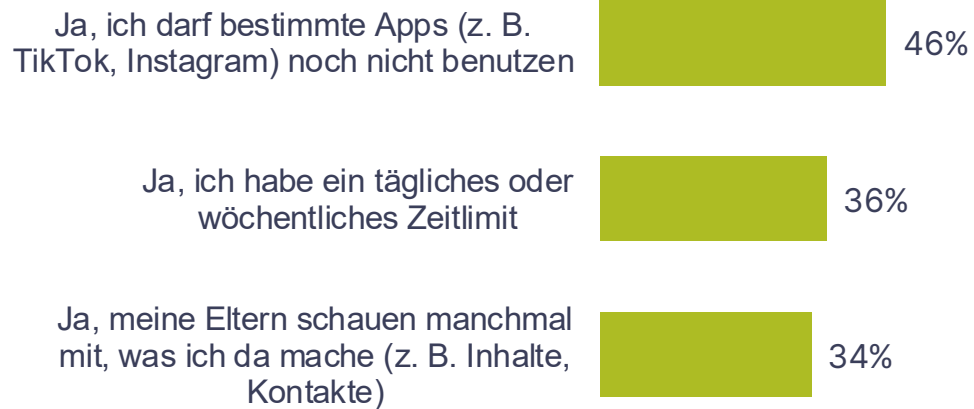 Ja, ich darf bestimmte Apps (z. B.
TikTok, Instagram) noch nicht benutzen
46%
Ja, ich habe ein tägliches oder
wöchentliches Zeitlimit
36%
Ja, meine Eltern schauen manchmal
mit, was ich da mache (z. B. Inhalte,
Kontakte)
34%